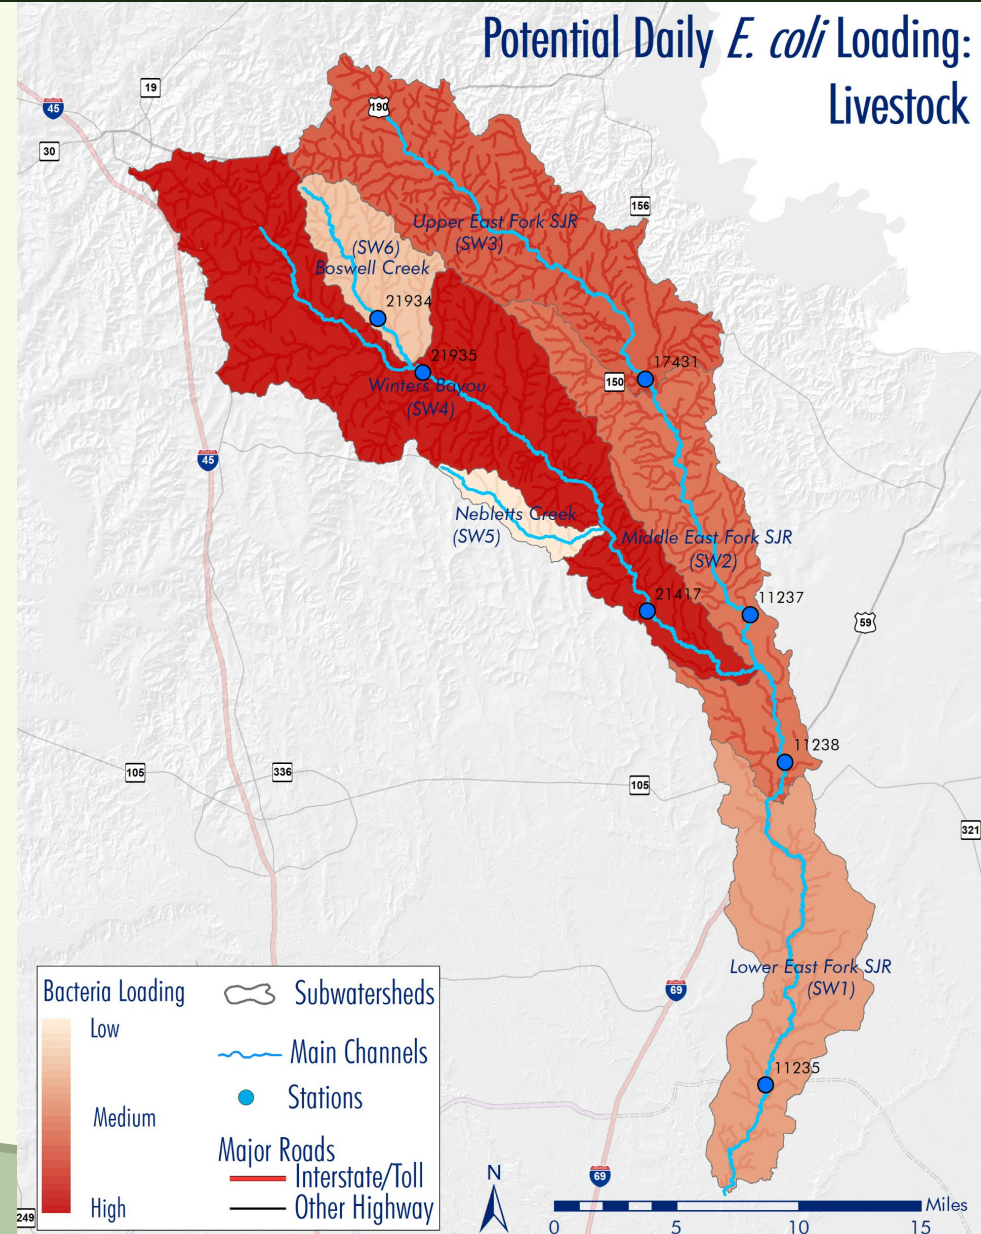 Potential Daily E. coli Loading:
Livestock
19
45
30
190
156
Upper East Fork SJR
(SW3)
(SW6)
Boswell Creek
21934
21935
17431
150
Winters Bayou
(SW4)
45
Nebletts Creek
(SW5)
Middle East Fork SJR
(SW2)
21417
11237
59
11238
105
336
105
321
Lower East Fork SJR
(SW1)
69
11235
69
249
Bacteria Loading
Low
Medium
High
Subwatersheds
Main Channels
Stations
Major Roads
Interstate/Toll
Other Highway
N
Miles
0 5 10 15